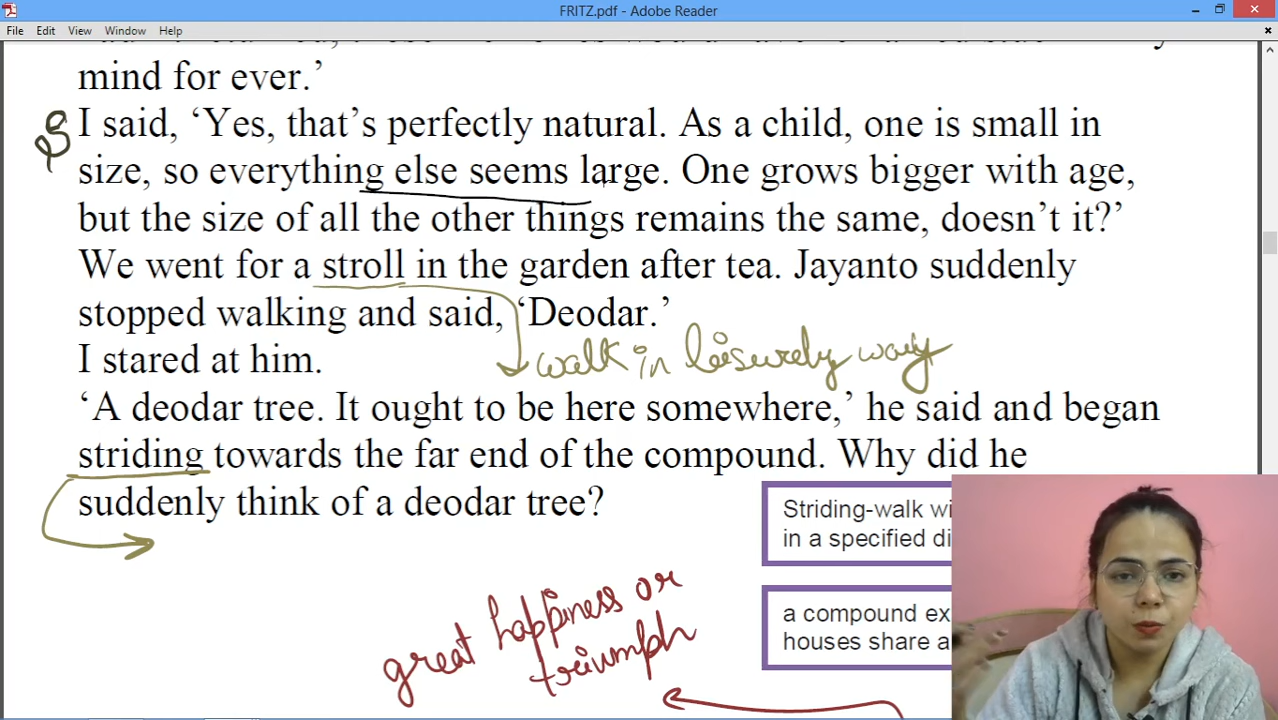 FRITZ.pdf - Adobe Reader
File Edit View Window Help
mind for ever.’
I said, ‘Yes, that’s perfectly natural. As a child, one is small in
size, so everything else seems large. One grows bigger with age,
but the size of all the other things remains the same, doesn’t it?’
We went for a stroll in the garden after tea. Jayanto suddenly
stopped walking and said, ‘Deodar.’
walk in leisurely way
I stared at him.
‘A deodar tree. It ought to be here somewhere,’ he said and began
striding towards the far end of the compound. Why did he
suddenly think of a deodar tree?
Striding-walk wi
in a specified di
great happiness or
triumph
a compound ex
houses share a